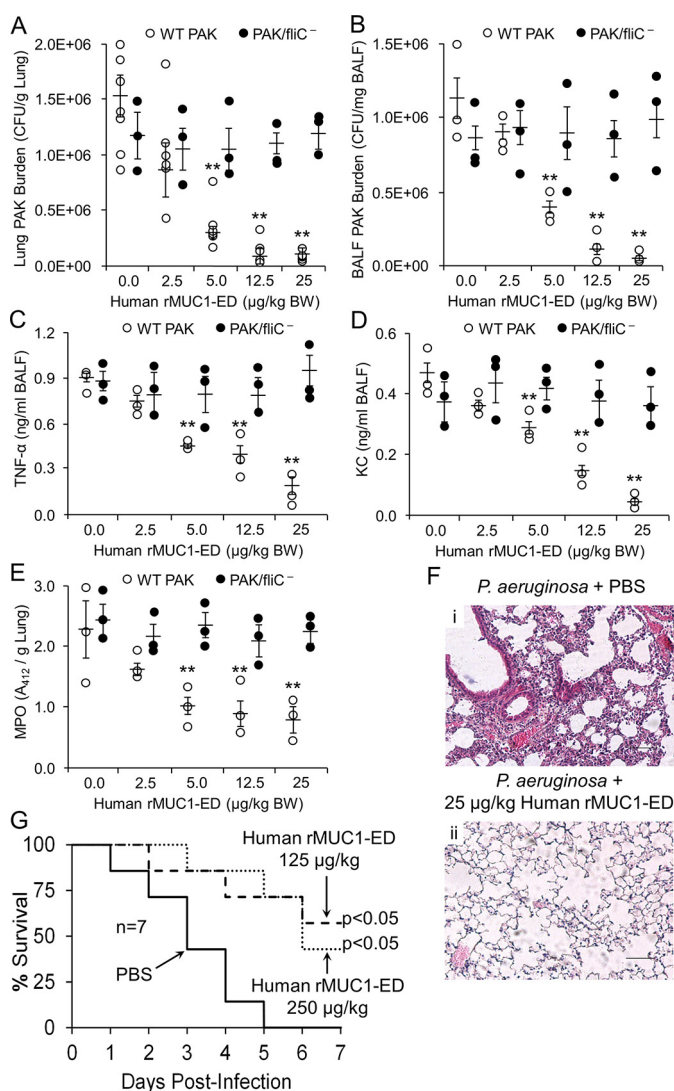 A
○ WT PAK ● PAK/fliC⁻
Lung PAK Burden (CFU/g Lung)
2.0E+06
1.5E+06
1.0E+06
0.5E+06
0.0E+00
**
**
**
0.0 2.5 5.0 12.5 25
Human rMUC1-ED (µg/kg BW)
B
○ WT PAK ● PAK/fliC⁻
BALF PAK Burden (CFU/mg BALF)
1.5E+06
1.0E+06
0.5E+06
0.0E+00
**
**
**
0.0 2.5 5.0 12.5 25
Human rMUC1-ED (µg/kg BW)
C
○ WT PAK ● PAK/fliC⁻
TNF-α (ng/ml BALF)
1.2
0.9
0.6
0.3
0.0
**
**
**
0.0 2.5 5.0 12.5 25
Human rMUC1-ED (µg/kg BW)
D
○ WT PAK ● PAK/fliC⁻
KC (ng/ml BALF)
0.6
0.4
0.2
0.0
**
**
**
0.0 2.5 5.0 12.5 25
Human rMUC1-ED (µg/kg BW)
E
○ WT PAK ● PAK/fliC⁻
MPO (A₄₁₂ / g Lung)
3.0
2.0
1.0
0.0
** ** **
0.0 2.5 5.0 12.5 25
Human rMUC1-ED (µg/kg BW)
F
P. aeruginosa + PBS
i
P. aeruginosa +
25 µg/kg Human rMUC1-ED
ii
G
% Survival
100
75
50
25
0
n=7
PBS
Human rMUC1-ED
125 µg/kg
p<0.05
p<0.05
Human rMUC1-ED
250 µg/kg
0 1 2 3 4 5 6 7
Days Post-Infection